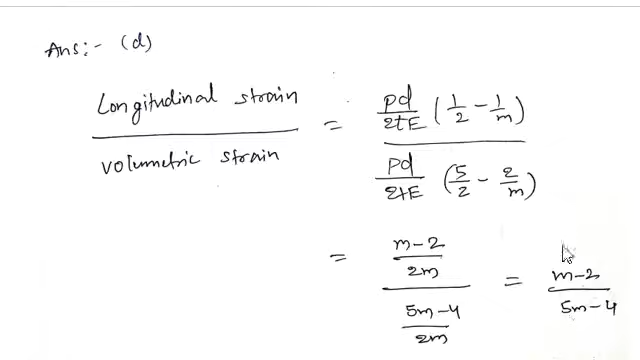 Ans:- (d)
Longitudinal strain / volumetric strain = pd/2tE (1/2 - 1/m) / pd/2tE (5/2 - 2/m)
= (m-2)/2m / (5m-4)/2m = m-2 / 5m-4